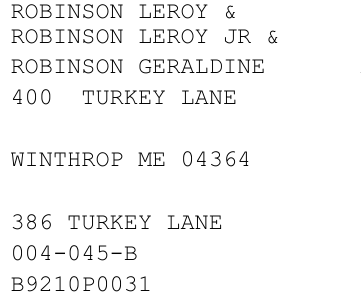 ROBINSON LEROY &
ROBINSON LEROY JR &
ROBINSON GERALDINE
400  TURKEY LANE
WINTHROP ME 04364
386 TURKEY LANE
004-045-B
B9210P0031